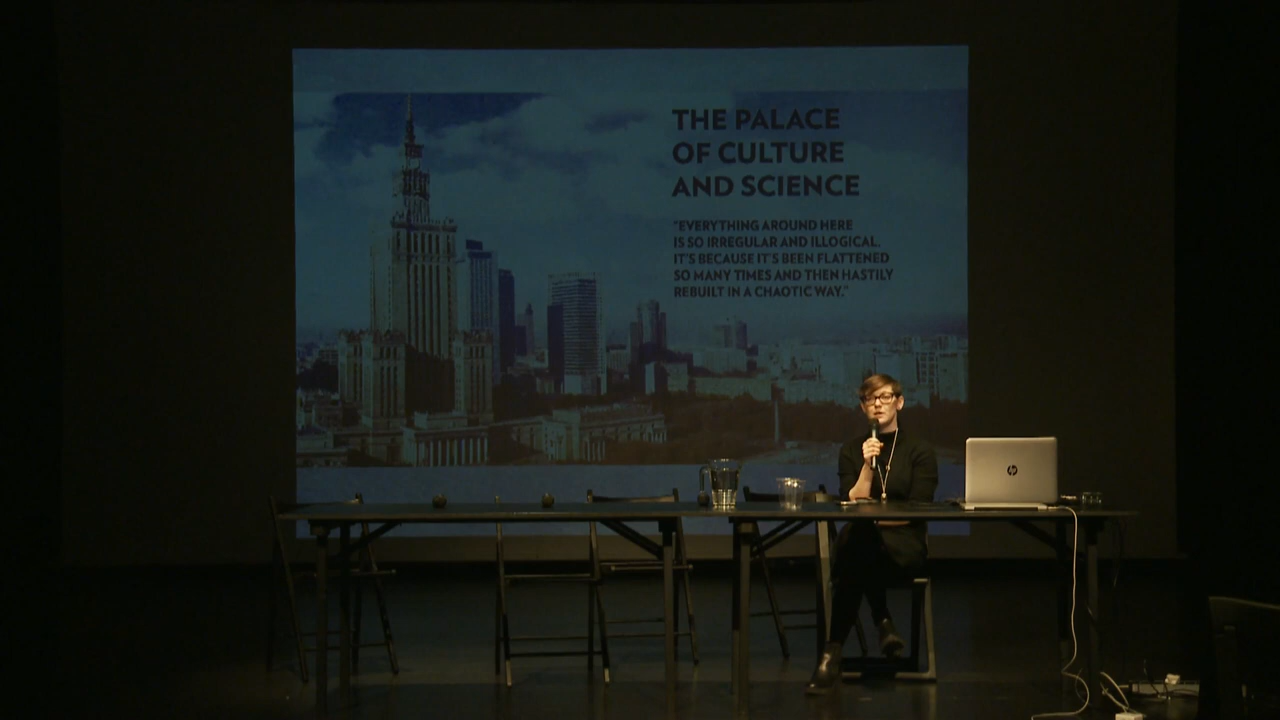 THE PALACE
OF CULTURE
AND SCIENCE
"EVERYTHING AROUND HERE
IS SO IRREGULAR AND ILLOGICAL.
IT'S BECAUSE IT'S BEEN FLATTENED
SO MANY TIMES AND THEN HASTILY
REBUILT IN A CHAOTIC WAY."
hp